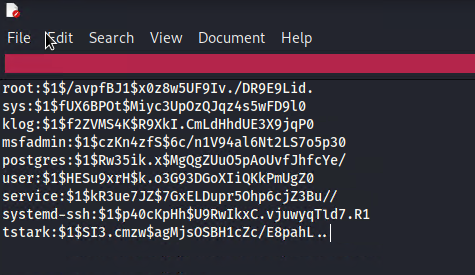 File Edit Search View Document Help
root:$1$/avpfBJ1$x0z8w5UF9Iv./DR9E9Lid.
sys:$1$fUX6BPOt$Miyc3UpOzQJqz4s5wFD9l0
klog:$1$f2ZVMS4K$R9XkI.CmLdHhdUE3X9jqP0
msfadmin:$1$czKn4zfS$6c/n1V94al6Nt2LS7o5p30
postgres:$1$Rw35ik.x$MgQgZUuO5pAoUvfJhfcYe/
user:$1$HESu9xrH$k.o3G93DGoXIiQKkPmUgZ0
service:$1$kR3ue7JZ$7GxELDupr5Ohp6cjZ3Bu//
systemd-ssh:$1$p40cKpHh$U9RwIkxC.vjuwyqTld7.R1
tstark:$1$SI3.cmzw$agMjsOSBH1cZc/E8pahL..